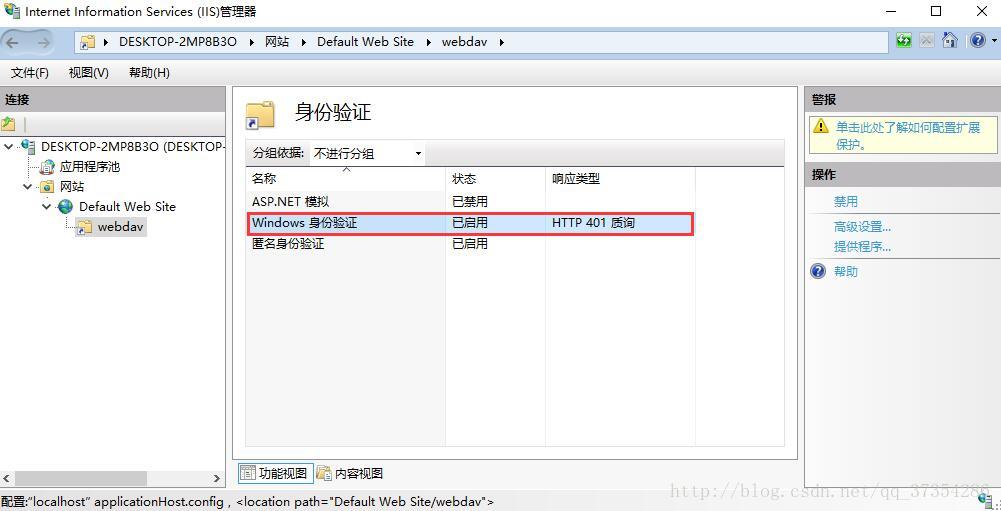 Internet Information Services (IIS)管理器
DESKTOP-2MP8B3O 网站 Default Web Site webdav
文件(F) 视图(V) 帮助(H)
连接
DESKTOP-2MP8B3O (DESKTOP-
应用程序池
网站
Default Web Site
webdav
身份验证
分组依据: 不进行分组
名称 状态 响应类型
ASP.NET 模拟 已禁用
Windows 身份验证 已启用 HTTP 401 质询
匿名身份验证 已启用
功能视图 内容视图
警报
单击此处了解如何配置扩展
保护。
操作
禁用
高级设置...
提供程序...
帮助
配置:"localhost" applicationHost.config , <location path="Default Web Site/webdav">
http://blog.csdn.net/qq_37354286